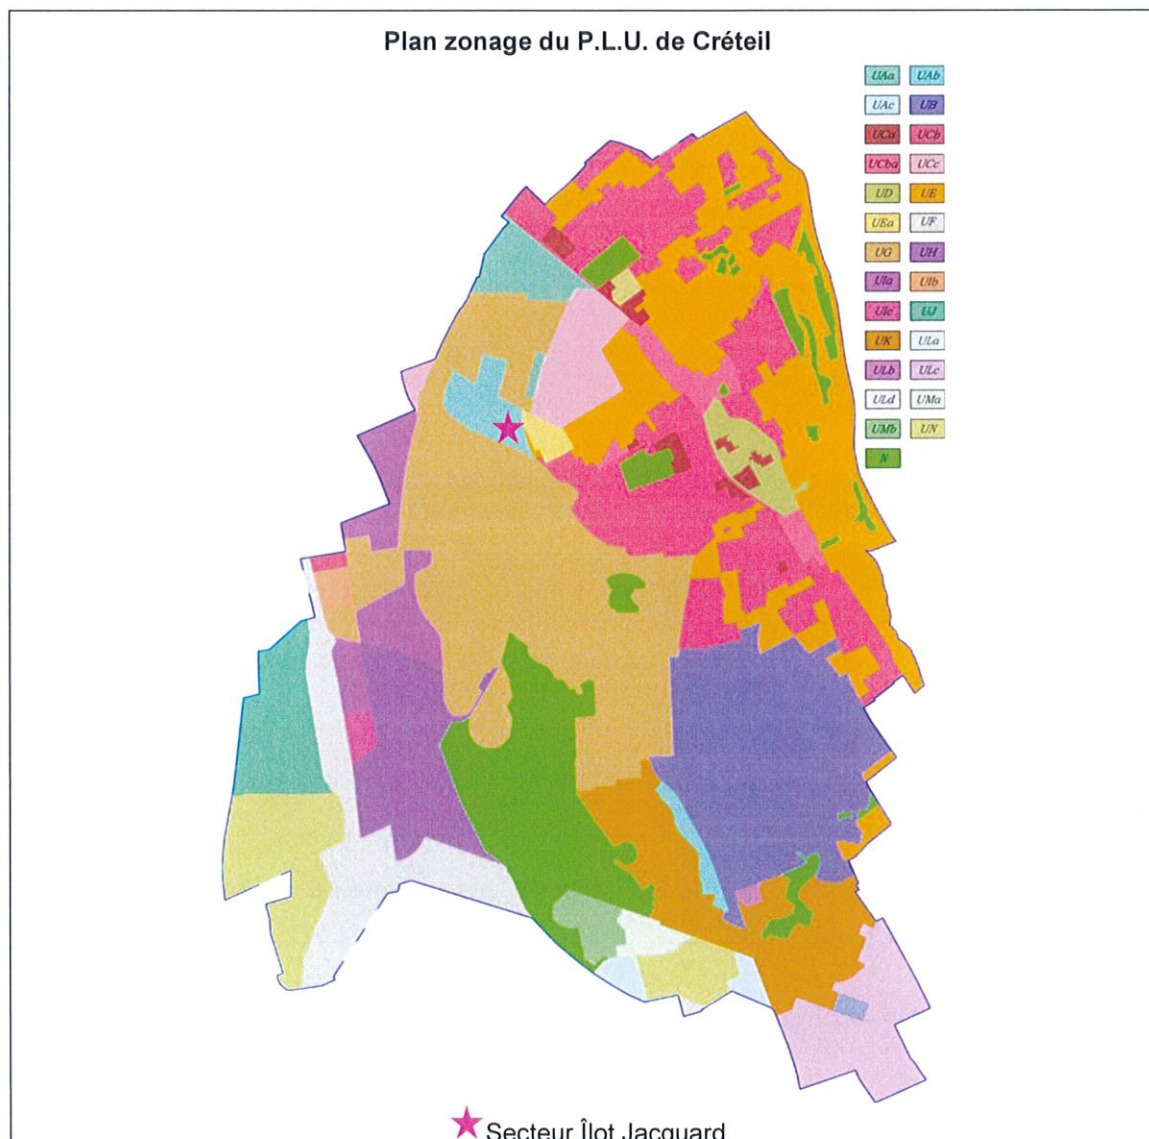 Plan zonage du P.L.U. de Créteil
UAa UAb
UAc UB
UCa UCb
UCba UCc
UD UE
UEa UF
UG UH
UIa UIb
UIc UJ
UK ULa
ULb ULc
ULd UMa
UMb UN
N
Secteur Îlot Jacquard